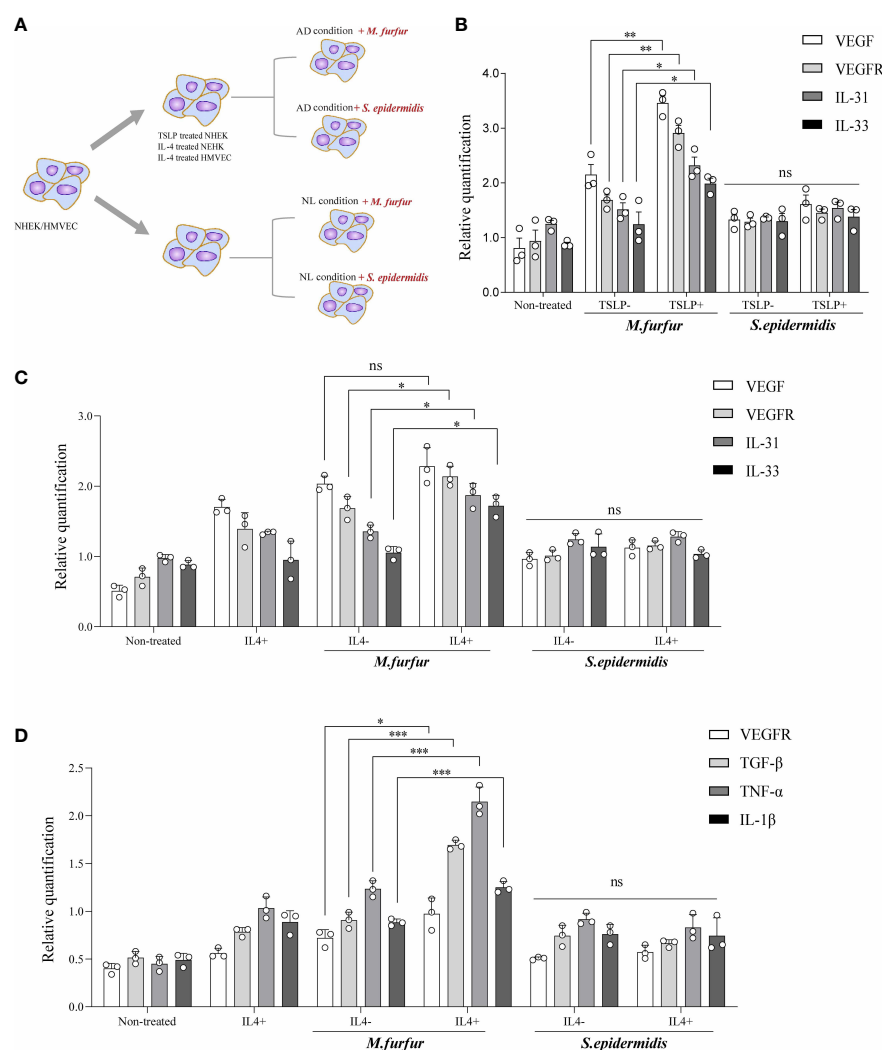 A
AD condition + M. furfur
AD condition+ S. epidermidis
TSLP treated NHEK
IL-4 treated NEHK
IL-4 treated HMVEC
NHEK/HMVEC
NL condition + M. furfur
NL condition + S. epidermidis
B
VEGF
VEGFR
IL-31
IL-33
**
**
*
*
ns
Relative quantification
4.0
3.0
2.0
1.0
0.0
Non-treated
TSLP-
TSLP+
TSLP-
TSLP+
M.furfur
S.epidermidis
C
VEGF
VEGFR
IL-31
IL-33
ns
*
*
*
ns
Relative quantification
3.0
2.0
1.0
0.0
Non-treated
IL4+
IL4-
IL4+
IL4-
IL4+
M.furfur
S.epidermidis
D
VEGFR
TGF-β
TNF-α
IL-1β
*
***
***
***
ns
Relative quantification
2.5
2.0
1.5
1.0
0.5
0.0
Non-treated
IL4+
IL4-
IL4+
IL4-
IL4+
M.furfur
S.epidermidis